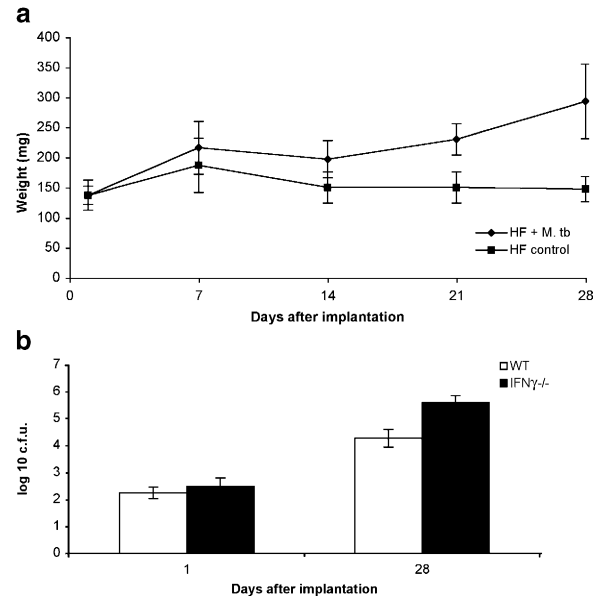 a
400
350
300
250
200
150
100
50
0
Weight (mg)
HF + M. tb
HF control
0 7 14 21 28
Days after implantation
b
7
6
5
4
3
2
1
0
log 10 c.f.u.
WT
IFNγ-/-
1 28
Days after implantation